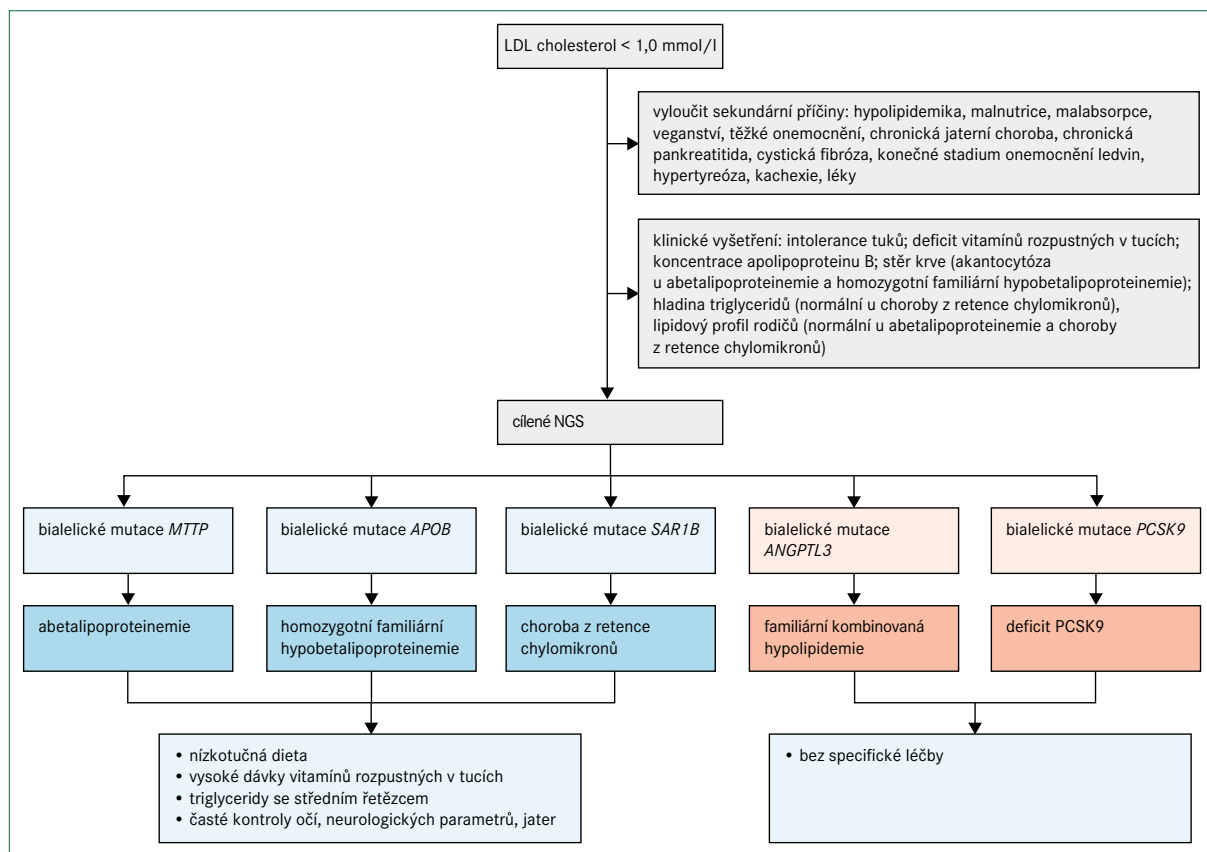 LDL cholesterol < 1,0 mmol/l
vyloučit sekundární příčiny: hypolipidemika, malnutrice, malabsorpce,
veganství, těžké onemocnění, chronická jaterní choroba, chronická
pankreatitida, cystická fibróza, konečné stadium onemocnění ledvin,
hypertyreóza, kachexie, léky
klinické vyšetření: intolerance tuků; deficit vitamínů rozpustných v tucích;
koncentrace apolipoproteinu B; stěr krve (akantocytóza
u abetalipoproteinemie a homozygotní familiární hypobetalipoproteinemie);
hladina triglyceridů (normální u choroby z retence chylomikronů),
lipidový profil rodičů (normální u abetalipoproteinemie a choroby
z retence chylomikronů)
cílené NGS
bialelické mutace MTTP
bialelické mutace APOB
bialelické mutace SAR1B
bialelické mutace
ANGPTL3
bialelické mutace PCSK9
abetalipoproteinemie
homozygotní familiární
hypobetalipoproteinemie
choroba z retence
chylomikronů
familiární kombinovaná
hypolipidemie
deficit PCSK9
• nízkotučná dieta
• vysoké dávky vitamínů rozpustných v tucích
• triglyceridy se středním řetězcem
• časté kontroly očí, neurologických parametrů, jater
• bez specifické léčby